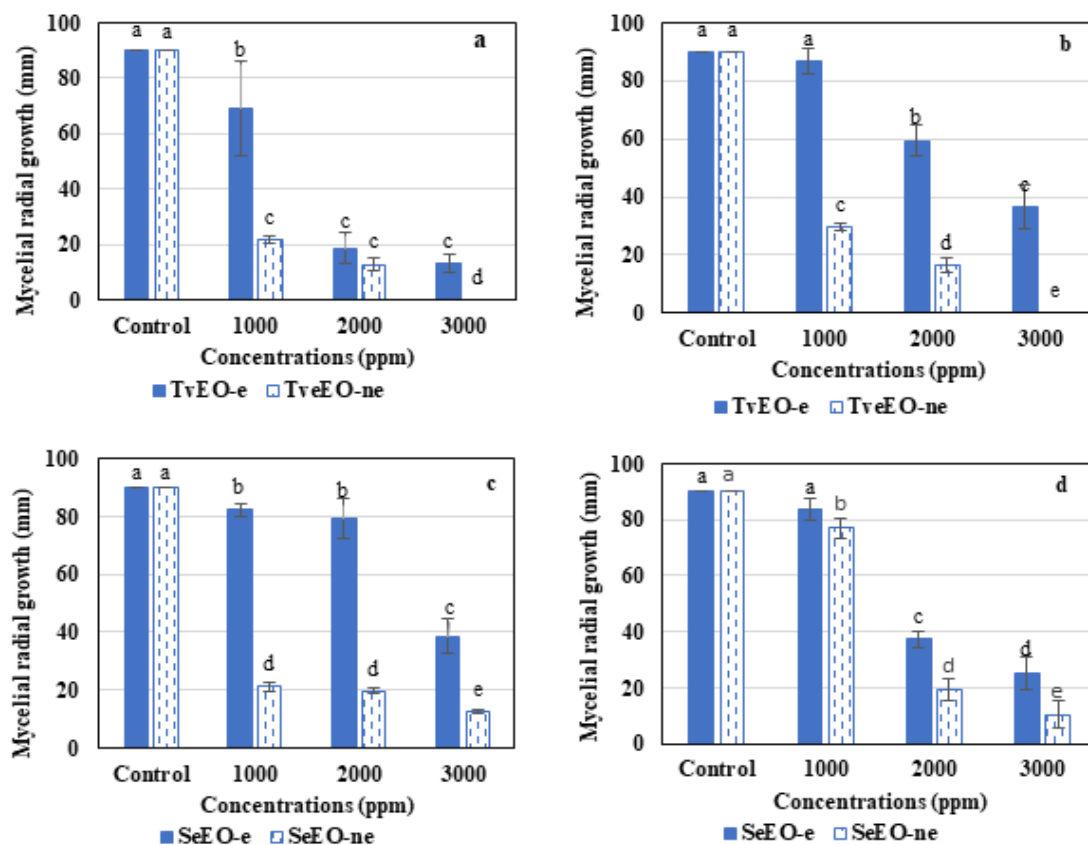 a
Mycelial radial growth (mm)
100
80
60
40
20
0
a a
b
c
c
c
c
d
Control 1000 2000 3000
Concentrations (ppm)
TvEO-e TveEO-ne
b
Mycelial radial growth (mm)
100
80
60
40
20
0
a a
a
c
b
d
c
e
Control 1000 2000 3000
Concentrations (ppm)
TvEO-e TveEO-ne
c
Mycelial radial growth (mm)
100
80
60
40
20
0
a a
b
d
b
d
c
e
Control 1000 2000 3000
Concentrations (ppm)
SeEO-e SeEO-ne
d
Mycelial radial growth (mm)
100
80
60
40
20
0
a a
a
b
c
d
d
e
Control 1000 2000 3000
Concentrations (ppm)
SeEO-e SeEO-ne